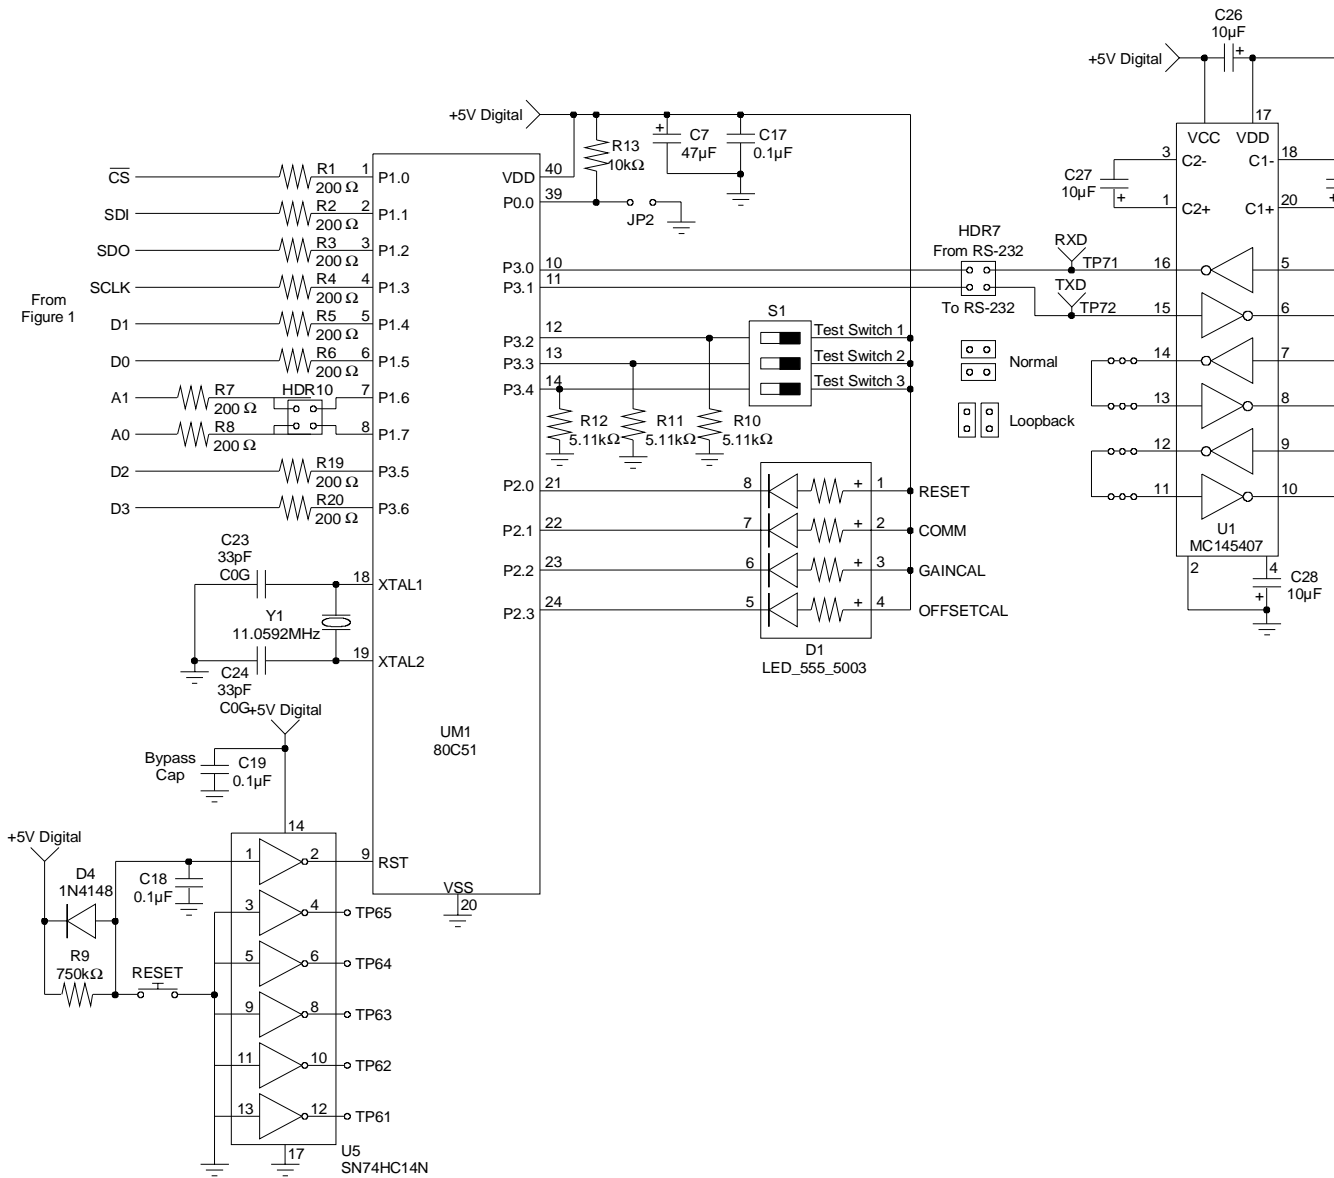 C26
10µF
+5V Digital
+
17
VCC
VDD
3
C2-
C1-
18
C27
10µF
+
1
C2+
C1+
20
+
+5V Digital
R13
10kΩ
+
C7
47µF
C17
0.1µF
VDD
40
P0.0
39
JP2
CS
R1
200 Ω
1
P1.0
SDI
R2
200 Ω
2
P1.1
SDO
R3
200 Ω
3
P1.2
SCLK
R4
200 Ω
4
P1.3
From
Figure 1
D1
R5
200 Ω
5
P1.4
D0
R6
200 Ω
6
P1.5
A1
R7
200 Ω
HDR10
7
P1.6
A0
R8
200 Ω
8
P1.7
D2
R19
200 Ω
P3.5
D3
R20
200 Ω
P3.6
P3.0
10
P3.1
11
HDR7
From RS-232
To RS-232
RXD
TP71
TXD
TP72
16
5
15
6
14
7
13
8
12
9
11
10
Normal
Loopback
U1
MC145407
2
4
C28
10µF
+
S1
P3.2
12
Test Switch 1
P3.3
13
Test Switch 2
P3.4
14
Test Switch 3
R12
5.11kΩ
R11
5.11kΩ
R10
5.11kΩ
P2.0
21
8
+
1
RESET
P2.1
22
7
+
2
COMM
P2.2
23
6
+
3
GAINCAL
P2.3
24
5
+
4
OFFSETCAL
D1
LED_555_5003
C23
33pF
C0G
18
XTAL1
Y1
11.0592MHz
19
XTAL2
C24
33pF
C0G
+5V Digital
UM1
80C51
Bypass
Cap
C19
0.1µF
14
+5V Digital
D4
1N4148
C18
0.1µF
1
2
9
RST
VSS
20
R9
750kΩ
RESET
3
4
TP65
5
6
TP64
9
8
TP63
11
10
TP62
13
12
TP61
17
U5
SN74HC14N